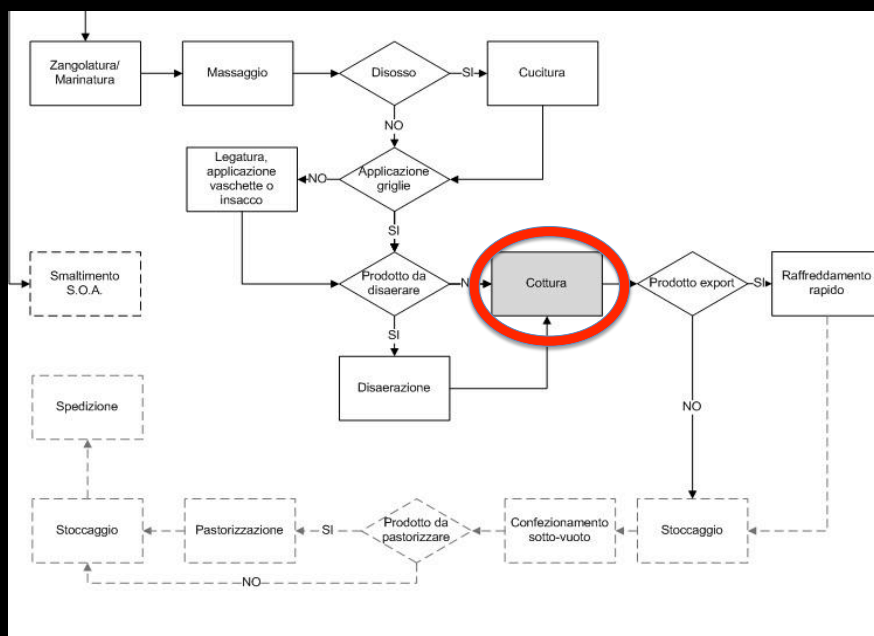 Zangolatura/
Marinatura
Massaggio
Disosso
SI
Cucitura
NO
Legatura,
applicazione
vaschette o
insacco
NO
Applicazione
griglie
SI
Smaltimento
S.O.A.
Prodotto da
disaerare
Cottura
Prodotto export
SI
Raffreddamento
rapido
SI
Disaerazione
NO
Spedizione
Stoccaggio
Pastorizzazione
SI
Prodotto da
pastorizzare
Confezionamento
sotto-vuoto
Stoccaggio
NO